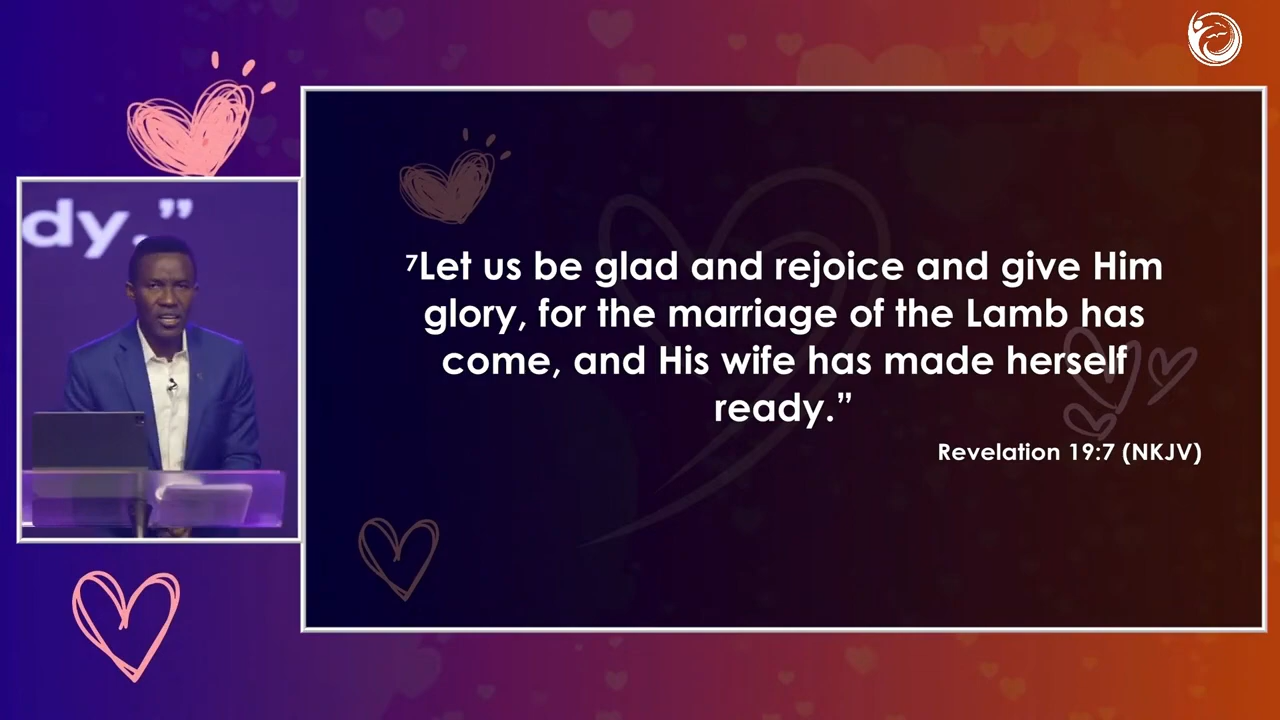 dy.”
⁷Let us be glad and rejoice and give Him
glory, for the marriage of the Lamb has
come, and His wife has made herself
ready.”
Revelation 19:7 (NKJV)